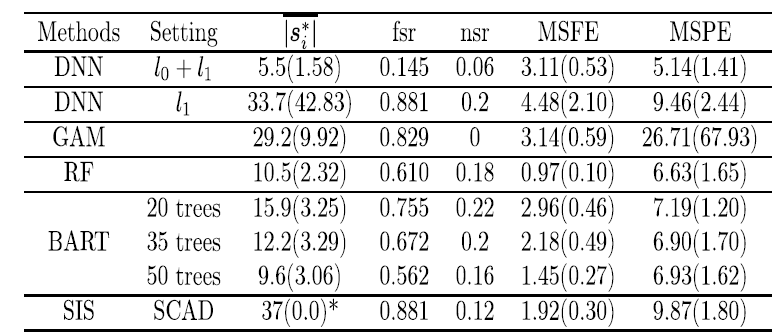 Methods Setting |s*i| fsr nsr MSFE MSPE
DNN l0 + l1 5.5(1.58) 0.145 0.06 3.11(0.53) 5.14(1.41)
DNN l1 33.7(42.83) 0.881 0.2 4.48(2.10) 9.46(2.44)
GAM 29.2(9.92) 0.829 0 3.14(0.59) 26.71(67.93)
RF 10.5(2.32) 0.610 0.18 0.97(0.10) 6.63(1.65)
20 trees 15.9(3.25) 0.755 0.22 2.96(0.46) 7.19(1.20)
BART 35 trees 12.2(3.29) 0.672 0.2 2.18(0.49) 6.90(1.70)
50 trees 9.6(3.06) 0.562 0.16 1.45(0.27) 6.93(1.62)
SIS SCAD 37(0.0)* 0.881 0.12 1.92(0.30) 9.87(1.80)